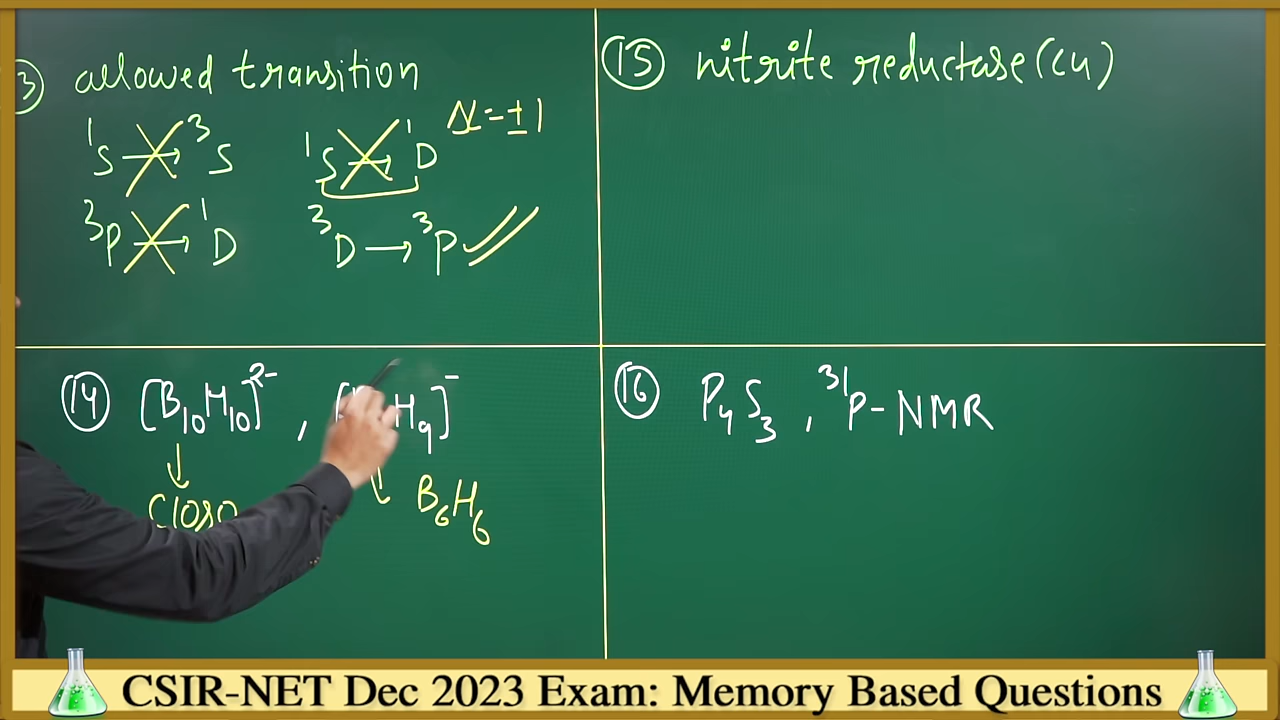 3) allowed transition
¹S → ³S ¹S → ¹D Δl = ±1
³P → ¹D ³D → ³P
(14) [B₁₀H₁₀]²⁻ , [ H₉]⁻
↓ ↓ B₆H₆
Closo
(15) nitrite reductase (Cu)
(16) P₄S₃ , ³¹P-NMR
CSIR-NET Dec 2023 Exam: Memory Based Questions